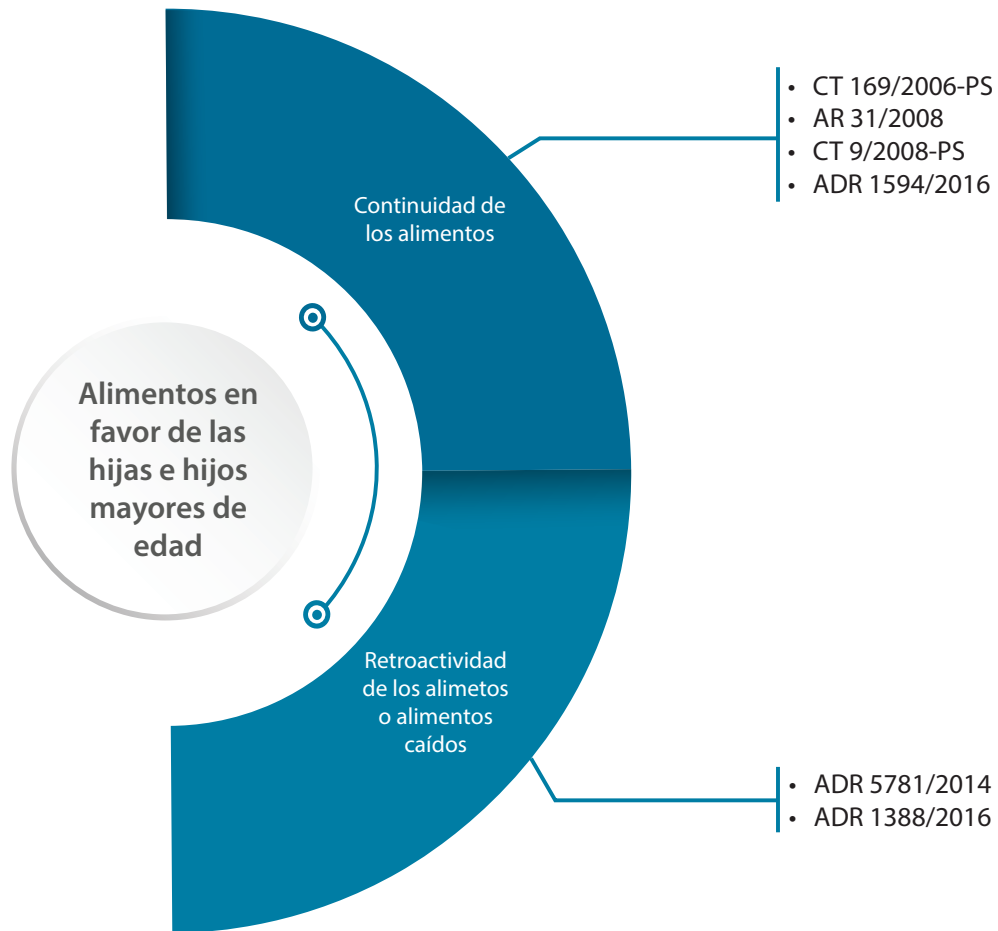 Alimentos en
favor de las
hijas e hijos
mayores de
edad
Continuidad de
los alimentos
• CT 169/2006-PS
• AR 31/2008
• CT 9/2008-PS
• ADR 1594/2016
Retroactividad
de los alimetos
o alimentos
caídos
• ADR 5781/2014
• ADR 1388/2016